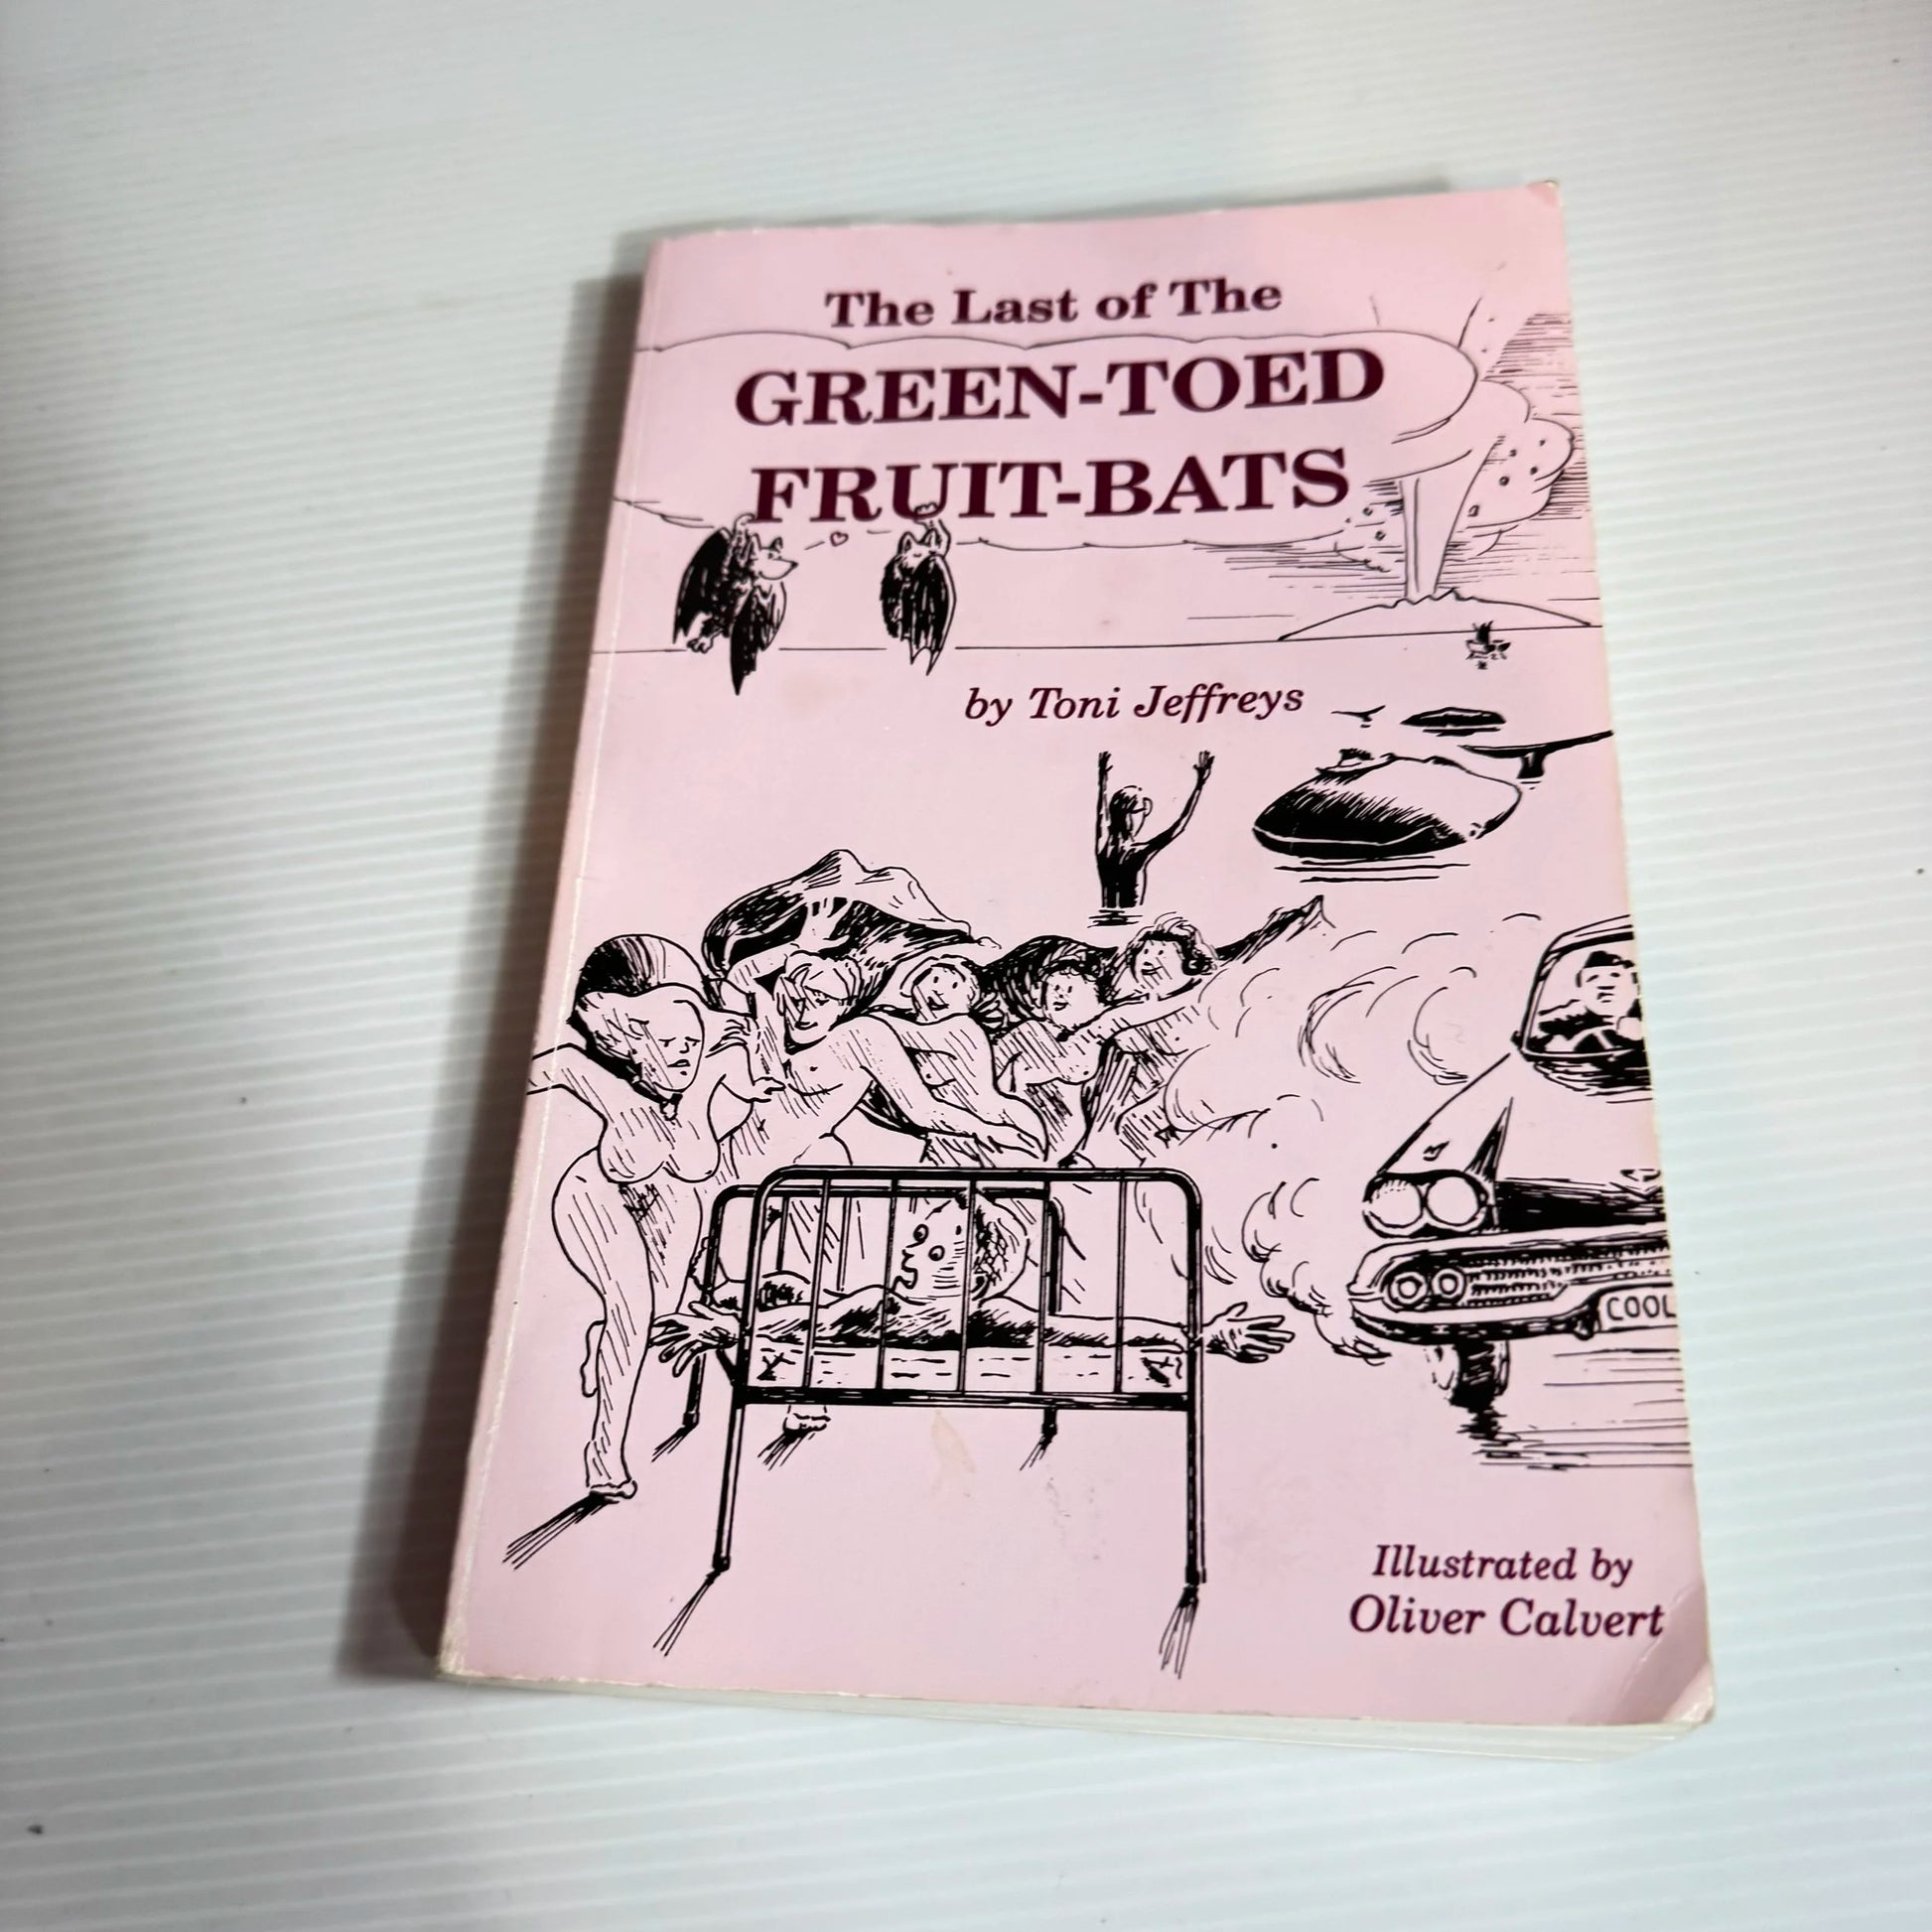 The Last of The
GREEN-TOED
FRUIT-BATS
by Toni Jeffreys
COOL
Illustrated by
Oliver Calvert